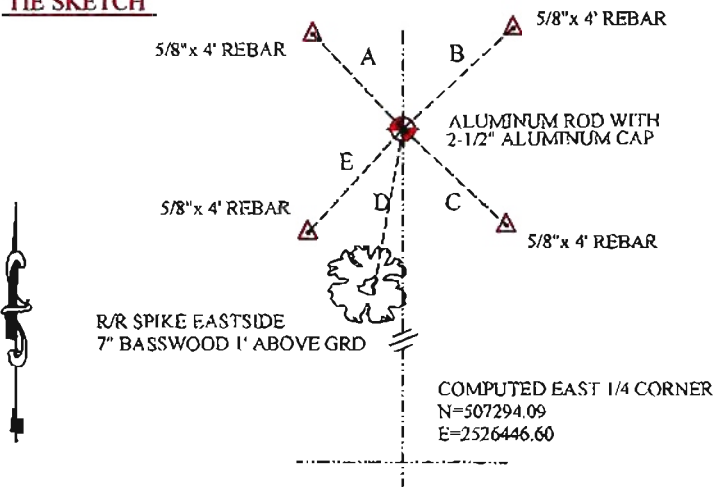 TIE SKETCH
5/8"x 4' REBAR
5/8"x 4' REBAR
A
B
ALUMINUM ROD WITH
2-1/2" ALUMINUM CAP
E
D
C
5/8"x 4' REBAR
5/8"x 4' REBAR
R/R SPIKE EASTSIDE
7" BASSWOOD 1' ABOVE GRD
COMPUTED EAST 1/4 CORNER
N=507294.09
E=2526446.60